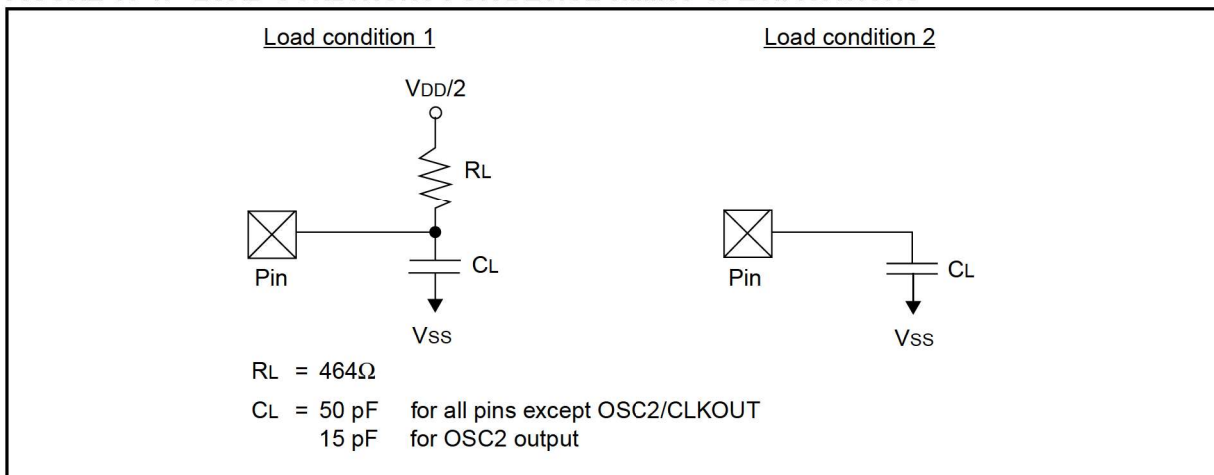 Load condition 1
Load condition 2
VDD/2
RL
CL
Pin
VSS
CL
Pin
VSS
RL = 464Ω
CL = 50 pF for all pins except OSC2/CLKOUT
15 pF for OSC2 output